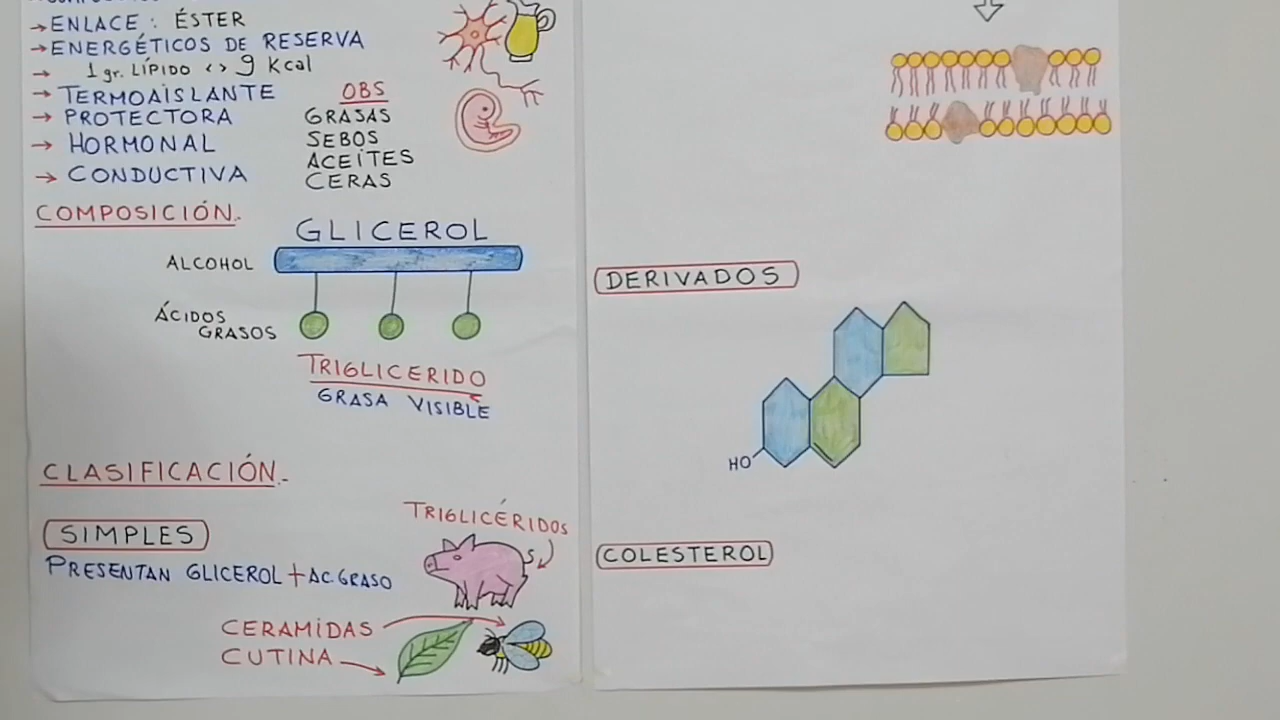 →ENLACE : ÉSTER
→ENERGÉTICOS DE RESERVA
→ 1 gr. LÍPIDO <> 9 Kcal
→TERMOAISLANTE
→ PROTECTORA
→ HORMONAL
→ CONDUCTIVA
OBS
GRASAS
SEBOS
ACEITES
CERAS
COMPOSICIÓN.
GLICEROL
ALCOHOL
ÁCIDOS
GRASOS
TRIGLICERIDO
GRASA VISIBLE
CLASIFICACIÓN.-
SIMPLES
TRIGLICÉRIDOS
PRESENTAN GLICEROL + AC. GRASO
CERAMIDAS
CUTINA
DERIVADOS
HO
COLESTEROL